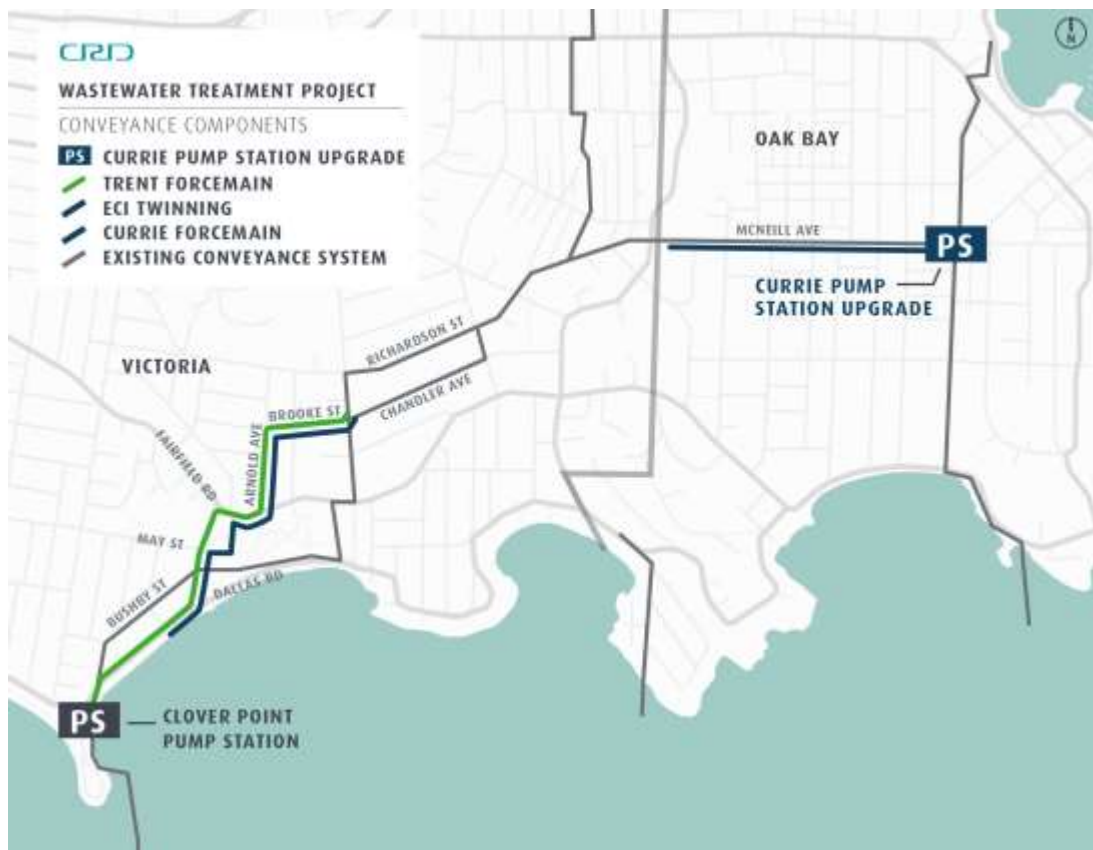 CRD
N
WASTEWATER TREATMENT PROJECT
CONVEYANCE COMPONENTS
PS CURRIE PUMP STATION UPGRADE
TRENT FORCEMAIN
ECI TWINNING
CURRIE FORCEMAIN
EXISTING CONVEYANCE SYSTEM
OAK BAY
MCNEILL AVE
PS
CURRIE PUMP
STATION UPGRADE
RICHARDSON ST
VICTORIA
CHANDLER AVE
BROOKE ST
ARNOLD AVE
FAIRFIELD RD
MAY ST
BUSHBY ST
DALLAS RD
PS
CLOVER POINT
PUMP STATION